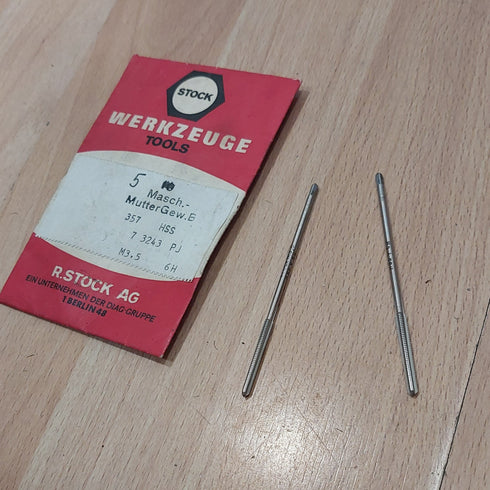 STOCK
WERKZEUGE
TOOLS
5
Masch.-
MutterGew.B
357 HSS
7 3243 PJ
M3.5 6H
R.STOCK AG
EIN UNTERNEHMEN DER DIAG-GRUPPE
1 BERLIN 48